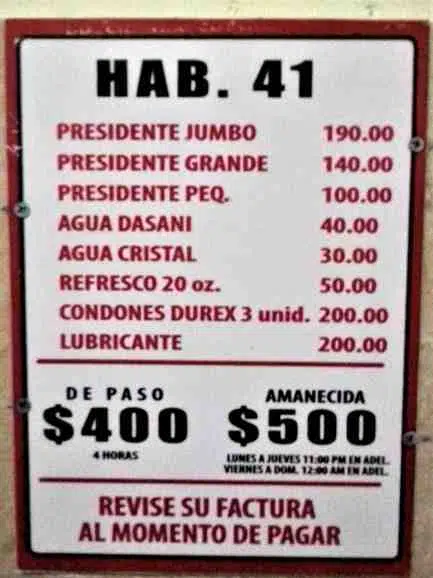 HAB. 41
PRESIDENTE JUMBO 190.00
PRESIDENTE GRANDE 140.00
PRESIDENTE PEQ. 100.00
AGUA DASANI 40.00
AGUA CRISTAL 30.00
REFRESCO 20 oz. 50.00
CONDONES DUREX 3 unid. 200.00
LUBRICANTE 200.00
DE PASO
$400
4 HORAS
AMANECIDA
$500
LUNES A JUEVES 11:00 PM EN ADEL.
VIERNES A DOM. 12:00 AM EN ADEL.
REVISE SU FACTURA
AL MOMENTO DE PAGAR